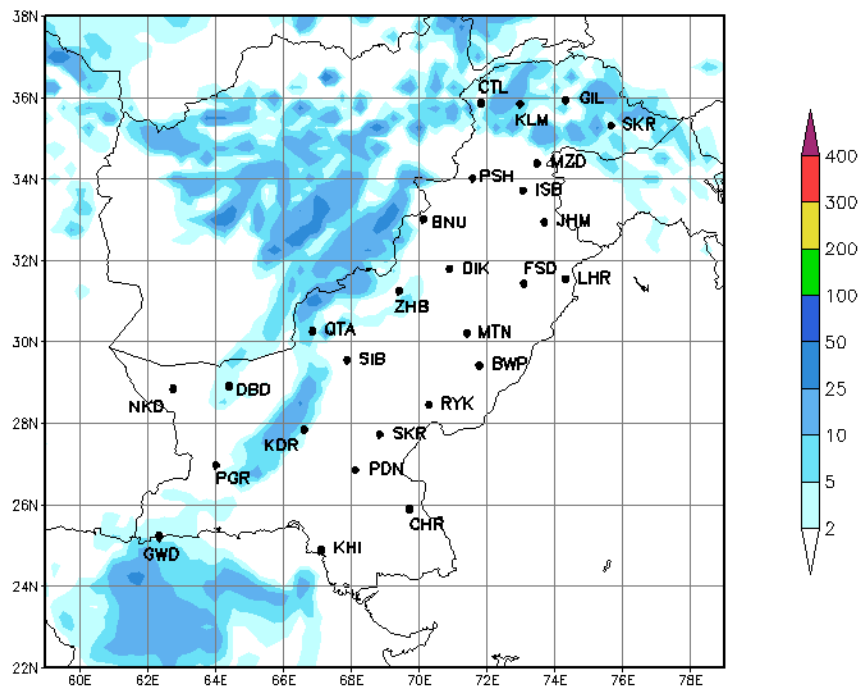 38N
36N
34N
32N
30N
28N
26N
24N
22N
CTL
KLM
GIL
SKR
MZD
PSH
ISB
BNU
JHM
DIK
FSD
LHR
ZHB
QTA
MTN
SIB
BWP
DBD
NKD
RYK
KDR
SKR
PGR
PDN
CHR
GWD
KHI
60E 62E 64E 66E 68E 70E 72E 74E 76E 78E
400
300
200
100
50
25
10
5
2